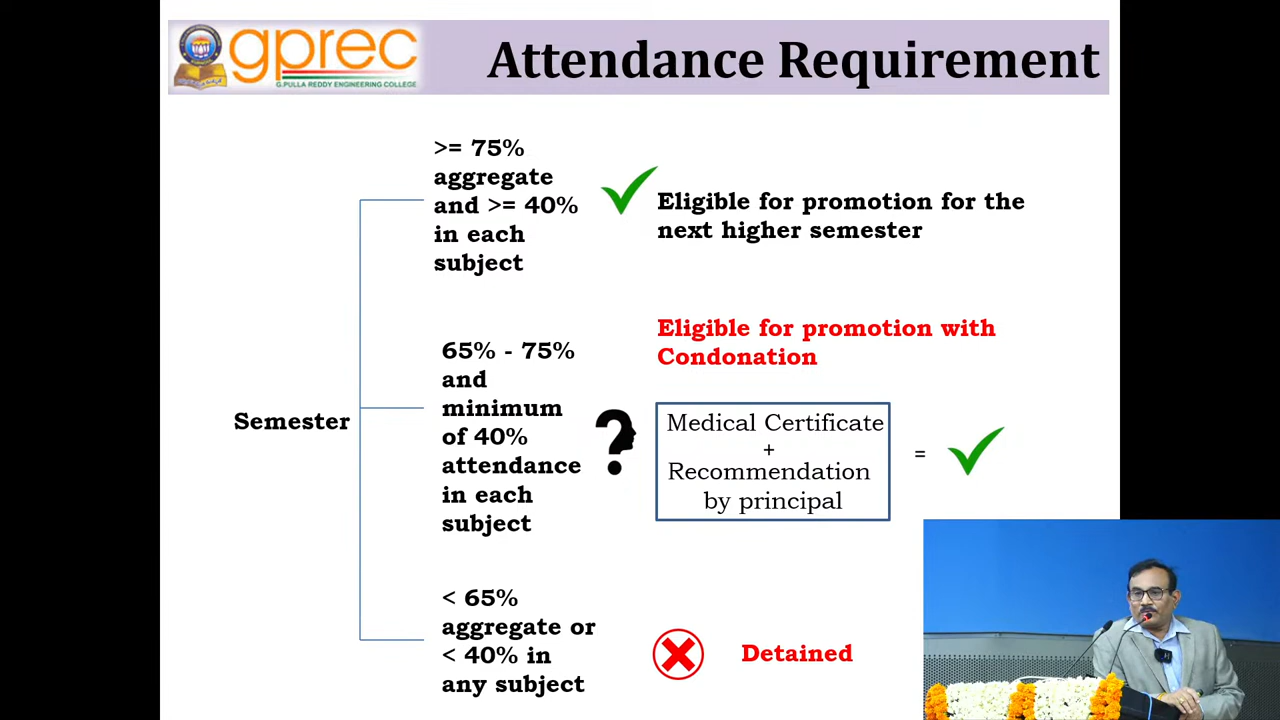 gprec
G.PULLA REDDY ENGINEERING COLLEGE
Attendance Requirement
>= 75%
aggregate
and >= 40%
in each
subject
Eligible for promotion for the
next higher semester
Semester
65% - 75%
and
minimum
of 40%
attendance
in each
subject
?
Eligible for promotion with
Condonation
Medical Certificate
+
Recommendation
by principal
=
< 65%
aggregate or
< 40% in
any subject
Detained